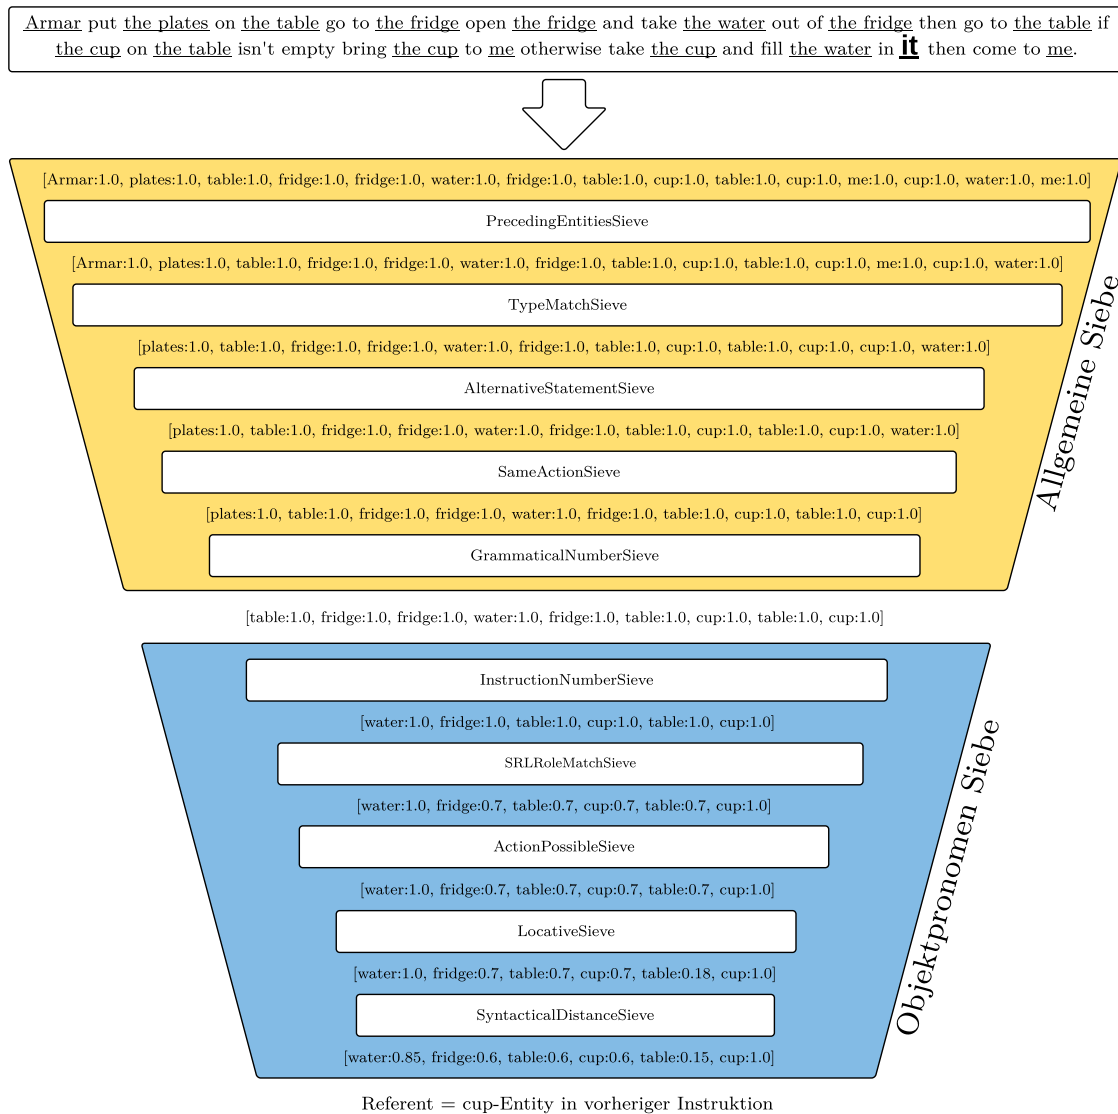 Armar put the plates on the table go to the fridge open the fridge and take the water out of the fridge then go to the table if
the cup on the table isn't empty bring the cup to me otherwise take the cup and fill the water in it then come to me.
[Armar:1.0, plates:1.0, table:1.0, fridge:1.0, fridge:1.0, water:1.0, fridge:1.0, table:1.0, cup:1.0, table:1.0, cup:1.0, me:1.0, cup:1.0, water:1.0, me:1.0]
PrecedingEntitiesSieve
[Armar:1.0, plates:1.0, table:1.0, fridge:1.0, fridge:1.0, water:1.0, fridge:1.0, table:1.0, cup:1.0, table:1.0, cup:1.0, me:1.0, cup:1.0, water:1.0]
TypeMatchSieve
[plates:1.0, table:1.0, fridge:1.0, fridge:1.0, water:1.0, fridge:1.0, table:1.0, cup:1.0, table:1.0, cup:1.0, cup:1.0, water:1.0]
AlternativeStatementSieve
[plates:1.0, table:1.0, fridge:1.0, fridge:1.0, water:1.0, fridge:1.0, table:1.0, cup:1.0, table:1.0, cup:1.0, water:1.0]
SameActionSieve
[plates:1.0, table:1.0, fridge:1.0, fridge:1.0, water:1.0, fridge:1.0, table:1.0, cup:1.0, table:1.0, cup:1.0]
GrammaticalNumberSieve
Allgemeine Siebe
[table:1.0, fridge:1.0, fridge:1.0, water:1.0, fridge:1.0, table:1.0, cup:1.0, table:1.0, cup:1.0]
InstructionNumberSieve
[water:1.0, fridge:1.0, table:1.0, cup:1.0, table:1.0, cup:1.0]
SRLRoleMatchSieve
[water:1.0, fridge:0.7, table:0.7, cup:0.7, table:0.7, cup:1.0]
ActionPossibleSieve
[water:1.0, fridge:0.7, table:0.7, cup:0.7, table:0.7, cup:1.0]
LocativeSieve
[water:1.0, fridge:0.7, table:0.7, cup:0.7, table:0.18, cup:1.0]
SyntacticalDistanceSieve
[water:0.85, fridge:0.6, table:0.6, cup:0.6, table:0.15, cup:1.0]
Objektpronomen Siebe
Referent = cup-Entity in vorheriger Instruktion